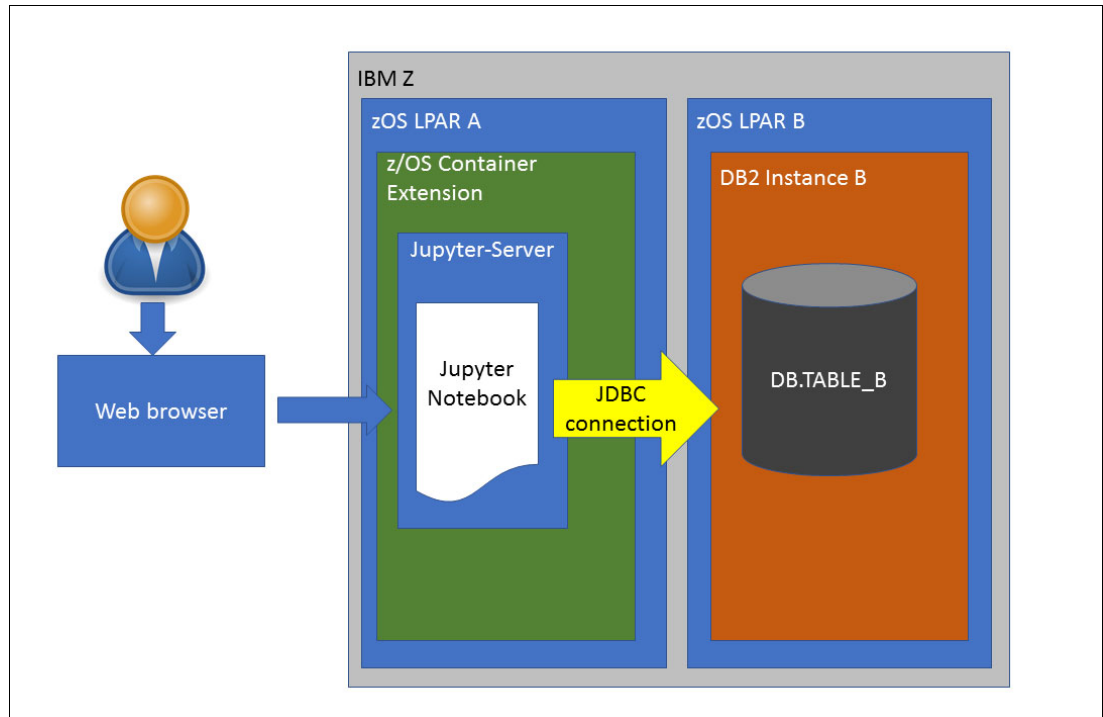 IBM Z
zOS LPAR A
zOS LPAR B
z/OS Container
Extension
DB2 Instance B
Jupyter-Server
Jupyter
Notebook
Web browser
JDBC
connection
DB.TABLE_B